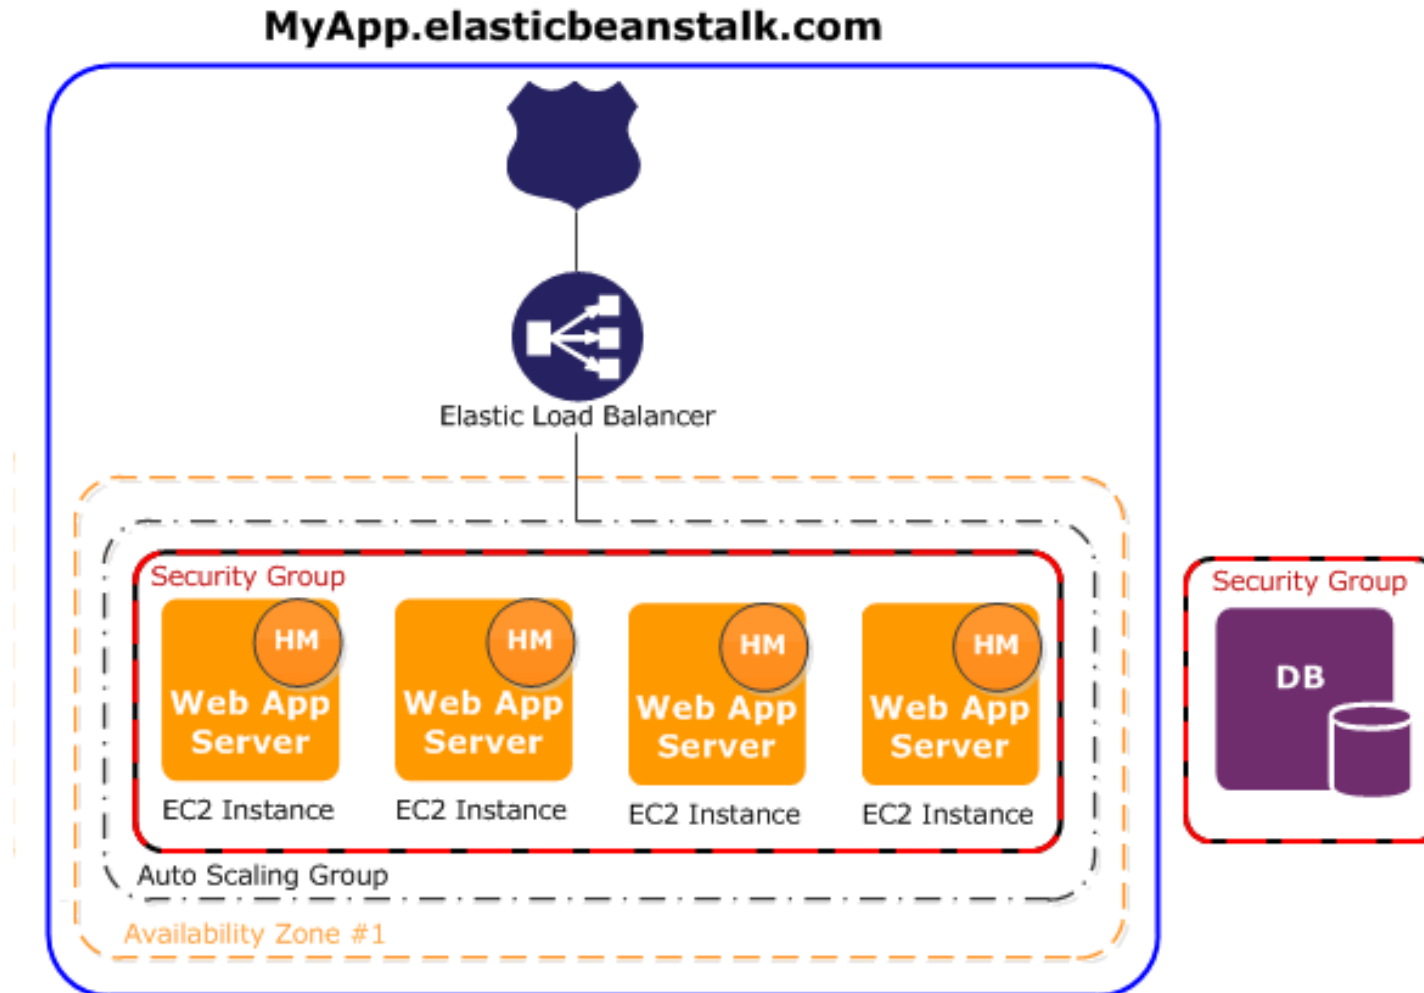 MyApp.elasticbeanstalk.com
Elastic Load Balancer
Security Group
HM
Web App
Server
EC2 Instance
HM
Web App
Server
EC2 Instance
HM
Web App
Server
EC2 Instance
HM
Web App
Server
EC2 Instance
Auto Scaling Group
Availability Zone #1
Security Group
DB